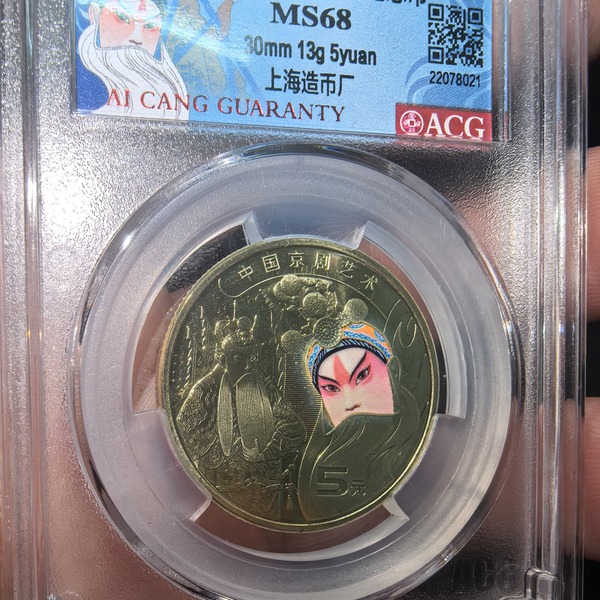 MS68
30mm 13g 5yuan
上海造币厂
22078021
AI CANG GUARANTY
ACG
中国京剧艺术
5元